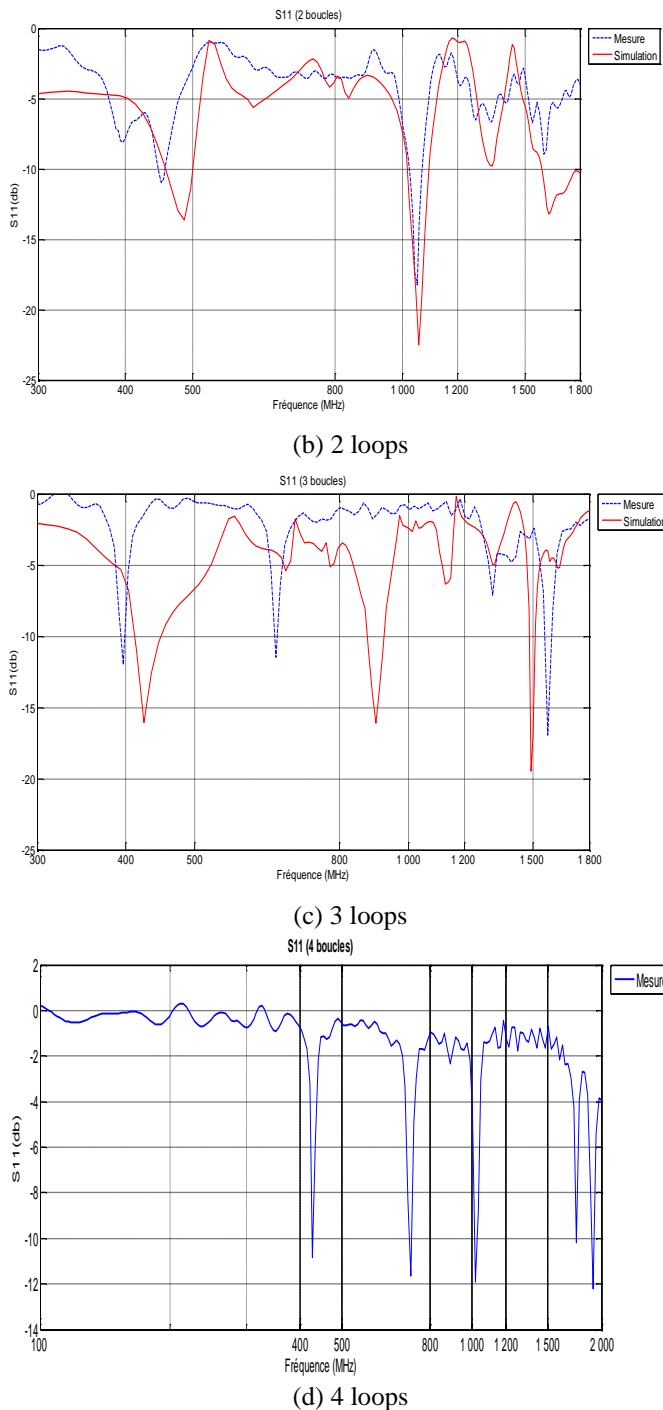 S11 (2 boucles)
Mesure
Simulation
0
-5
-10
-15
-20
-25
S11(db)
300 400 500 800 1 000 1 200 1 500 1 800
Fréquence (MHz)
(b) 2 loops
S11 (3 boucles)
Mesure
Simulation
0
-5
-10
-15
-20
-25
S11(db)
300 400 500 800 1 000 1 200 1 500 1 800
Fréquence (MHz)
(c) 3 loops
S11 (4 boucles)
Mesure
2
0
-2
-4
-6
-8
-10
-12
-14
S11(db)
100 400 500 800 1 000 1 200 1 500 2 000
Fréquence (MHz)
(d) 4 loops